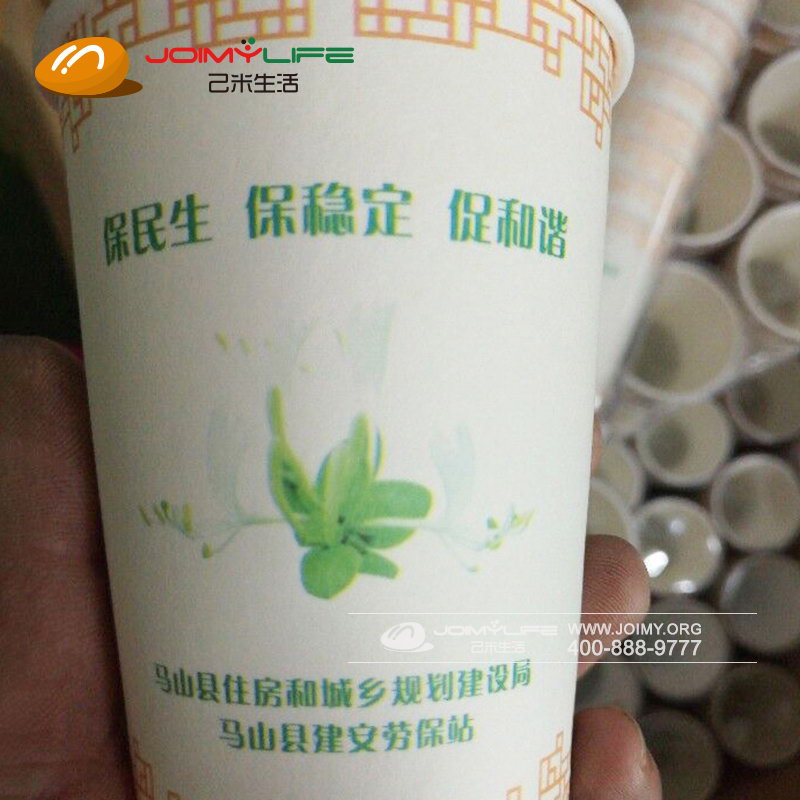 JOIMYLIFE
己米生活
保民生 保稳定 促和谐
JOIMYLIFE
己米生活
WWW.JOIMY.ORG
400-888-9777
马山县住房和城乡规划建设局
马山县建安劳保站